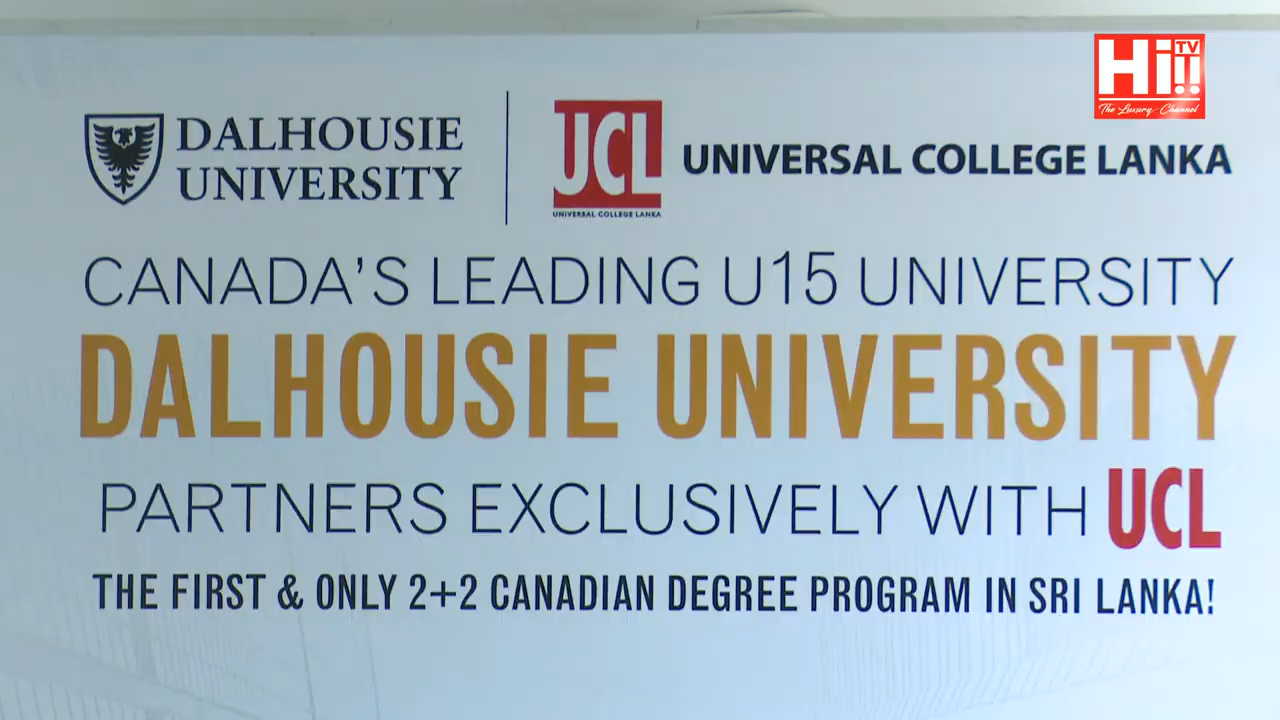 Hi!! TV
The Luxury Channel
DALHOUSIE
UNIVERSITY
UCL
UNIVERSAL COLLEGE LANKA
UNIVERSAL COLLEGE LANKA
CANADA'S LEADING U15 UNIVERSITY
DALHOUSIE UNIVERSITY
PARTNERS EXCLUSIVELY WITH UCL
THE FIRST & ONLY 2+2 CANADIAN DEGREE PROGRAM IN SRI LANKA!